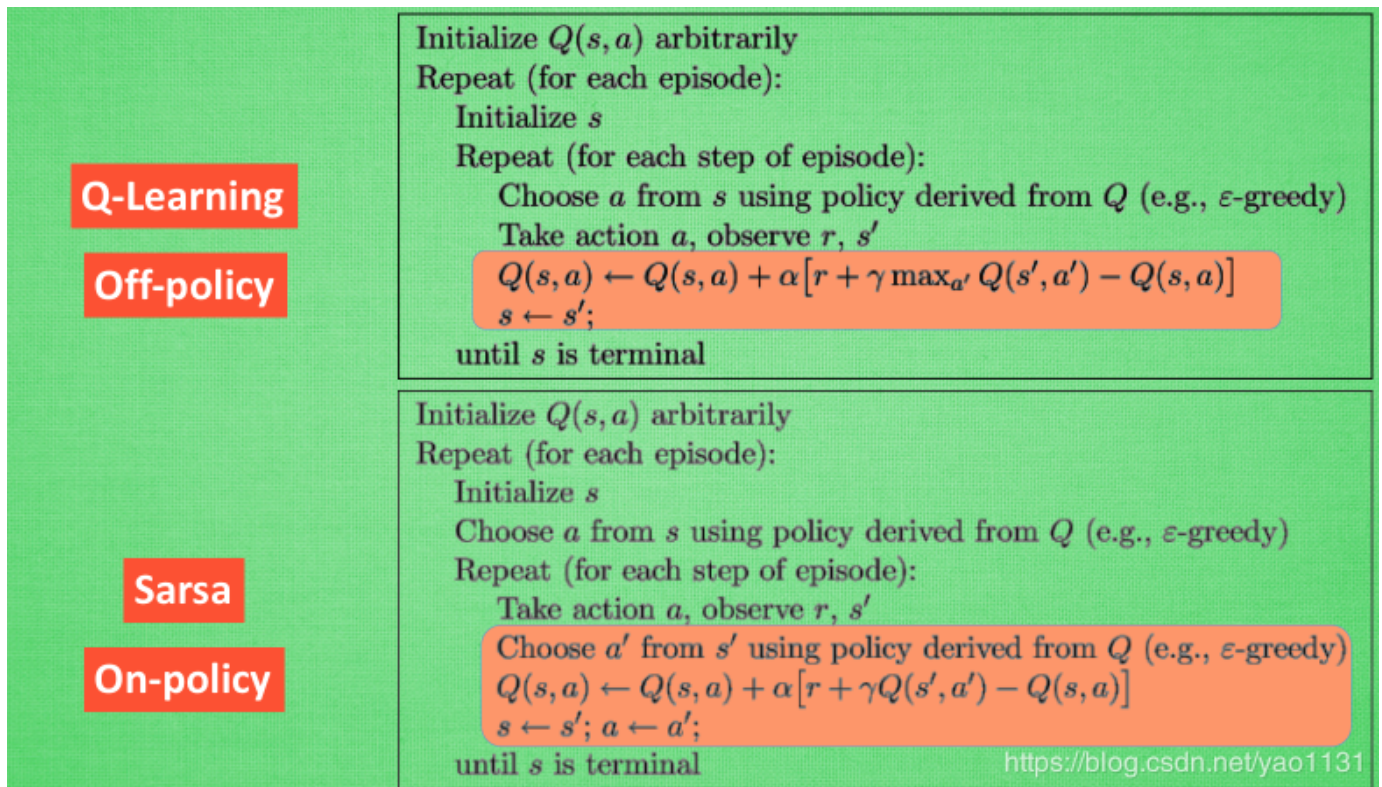 Q-Learning
Off-policy
Initialize Q(s, a) arbitrarily
Repeat (for each episode):
Initialize s
Repeat (for each step of episode):
Choose a from s using policy derived from Q (e.g., ε-greedy)
Take action a, observe r, s′
Q(s, a) ← Q(s, a) + α[r + γ maxₐ′ Q(s′, a′) − Q(s, a)]
s ← s′;
until s is terminal
Sarsa
On-policy
Initialize Q(s, a) arbitrarily
Repeat (for each episode):
Initialize s
Choose a from s using policy derived from Q (e.g., ε-greedy)
Repeat (for each step of episode):
Take action a, observe r, s′
Choose a′ from s′ using policy derived from Q (e.g., ε-greedy)
Q(s, a) ← Q(s, a) + α[r + γQ(s′, a′) − Q(s, a)]
s ← s′; a ← a′;
until s is terminal
https://blog.csdn.net/yao1131